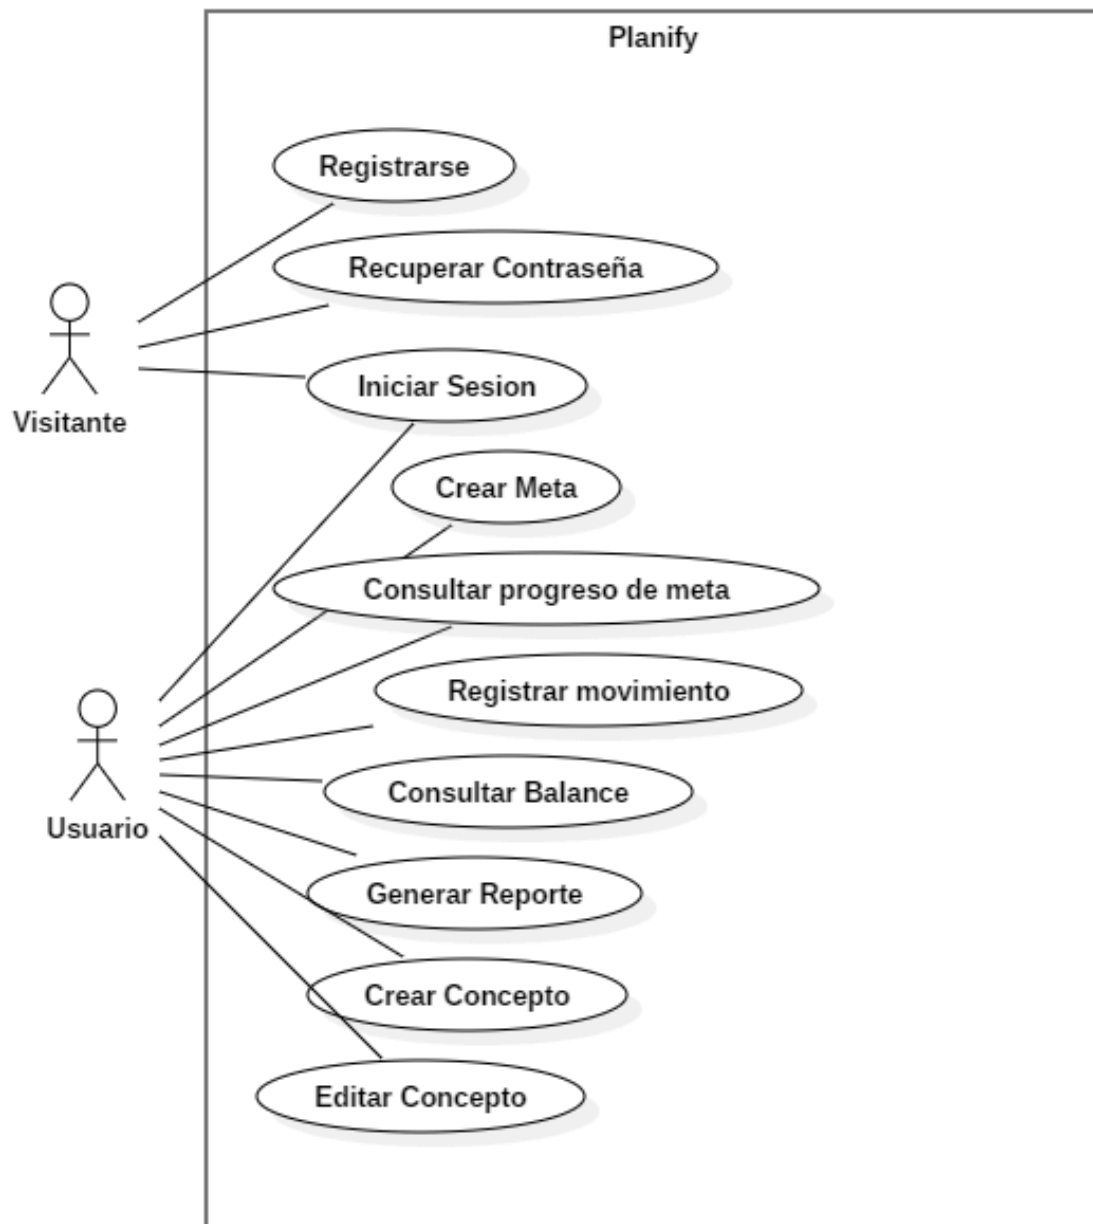 Planify
Registrarse
Recuperar Contraseña
Iniciar Sesion
Visitante
Crear Meta
Consultar progreso de meta
Registrar movimiento
Consultar Balance
Usuario
Generar Reporte
Crear Concepto
Editar Concepto